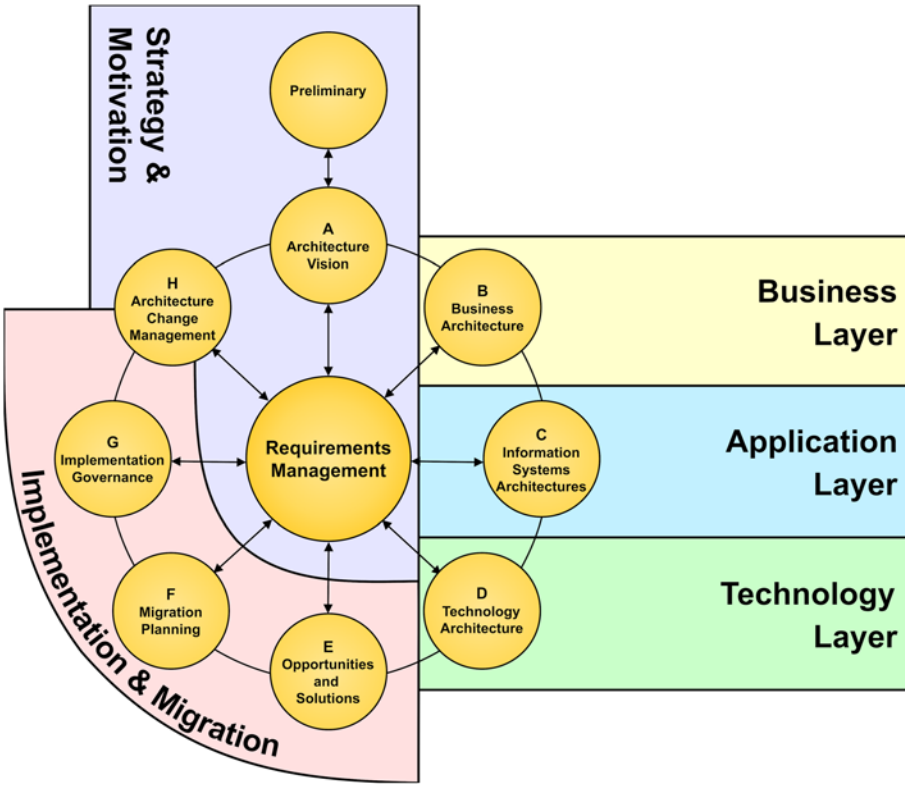 Strategy &
Motivation
Preliminary
A
Architecture
Vision
H
Architecture
Change
Management
B
Business
Architecture
Business
Layer
G
Implementation
Governance
Requirements
Management
C
Information
Systems
Architectures
Application
Layer
F
Migration
Planning
E
Opportunities
and
Solutions
D
Technology
Architecture
Technology
Layer
Implementation & Migration